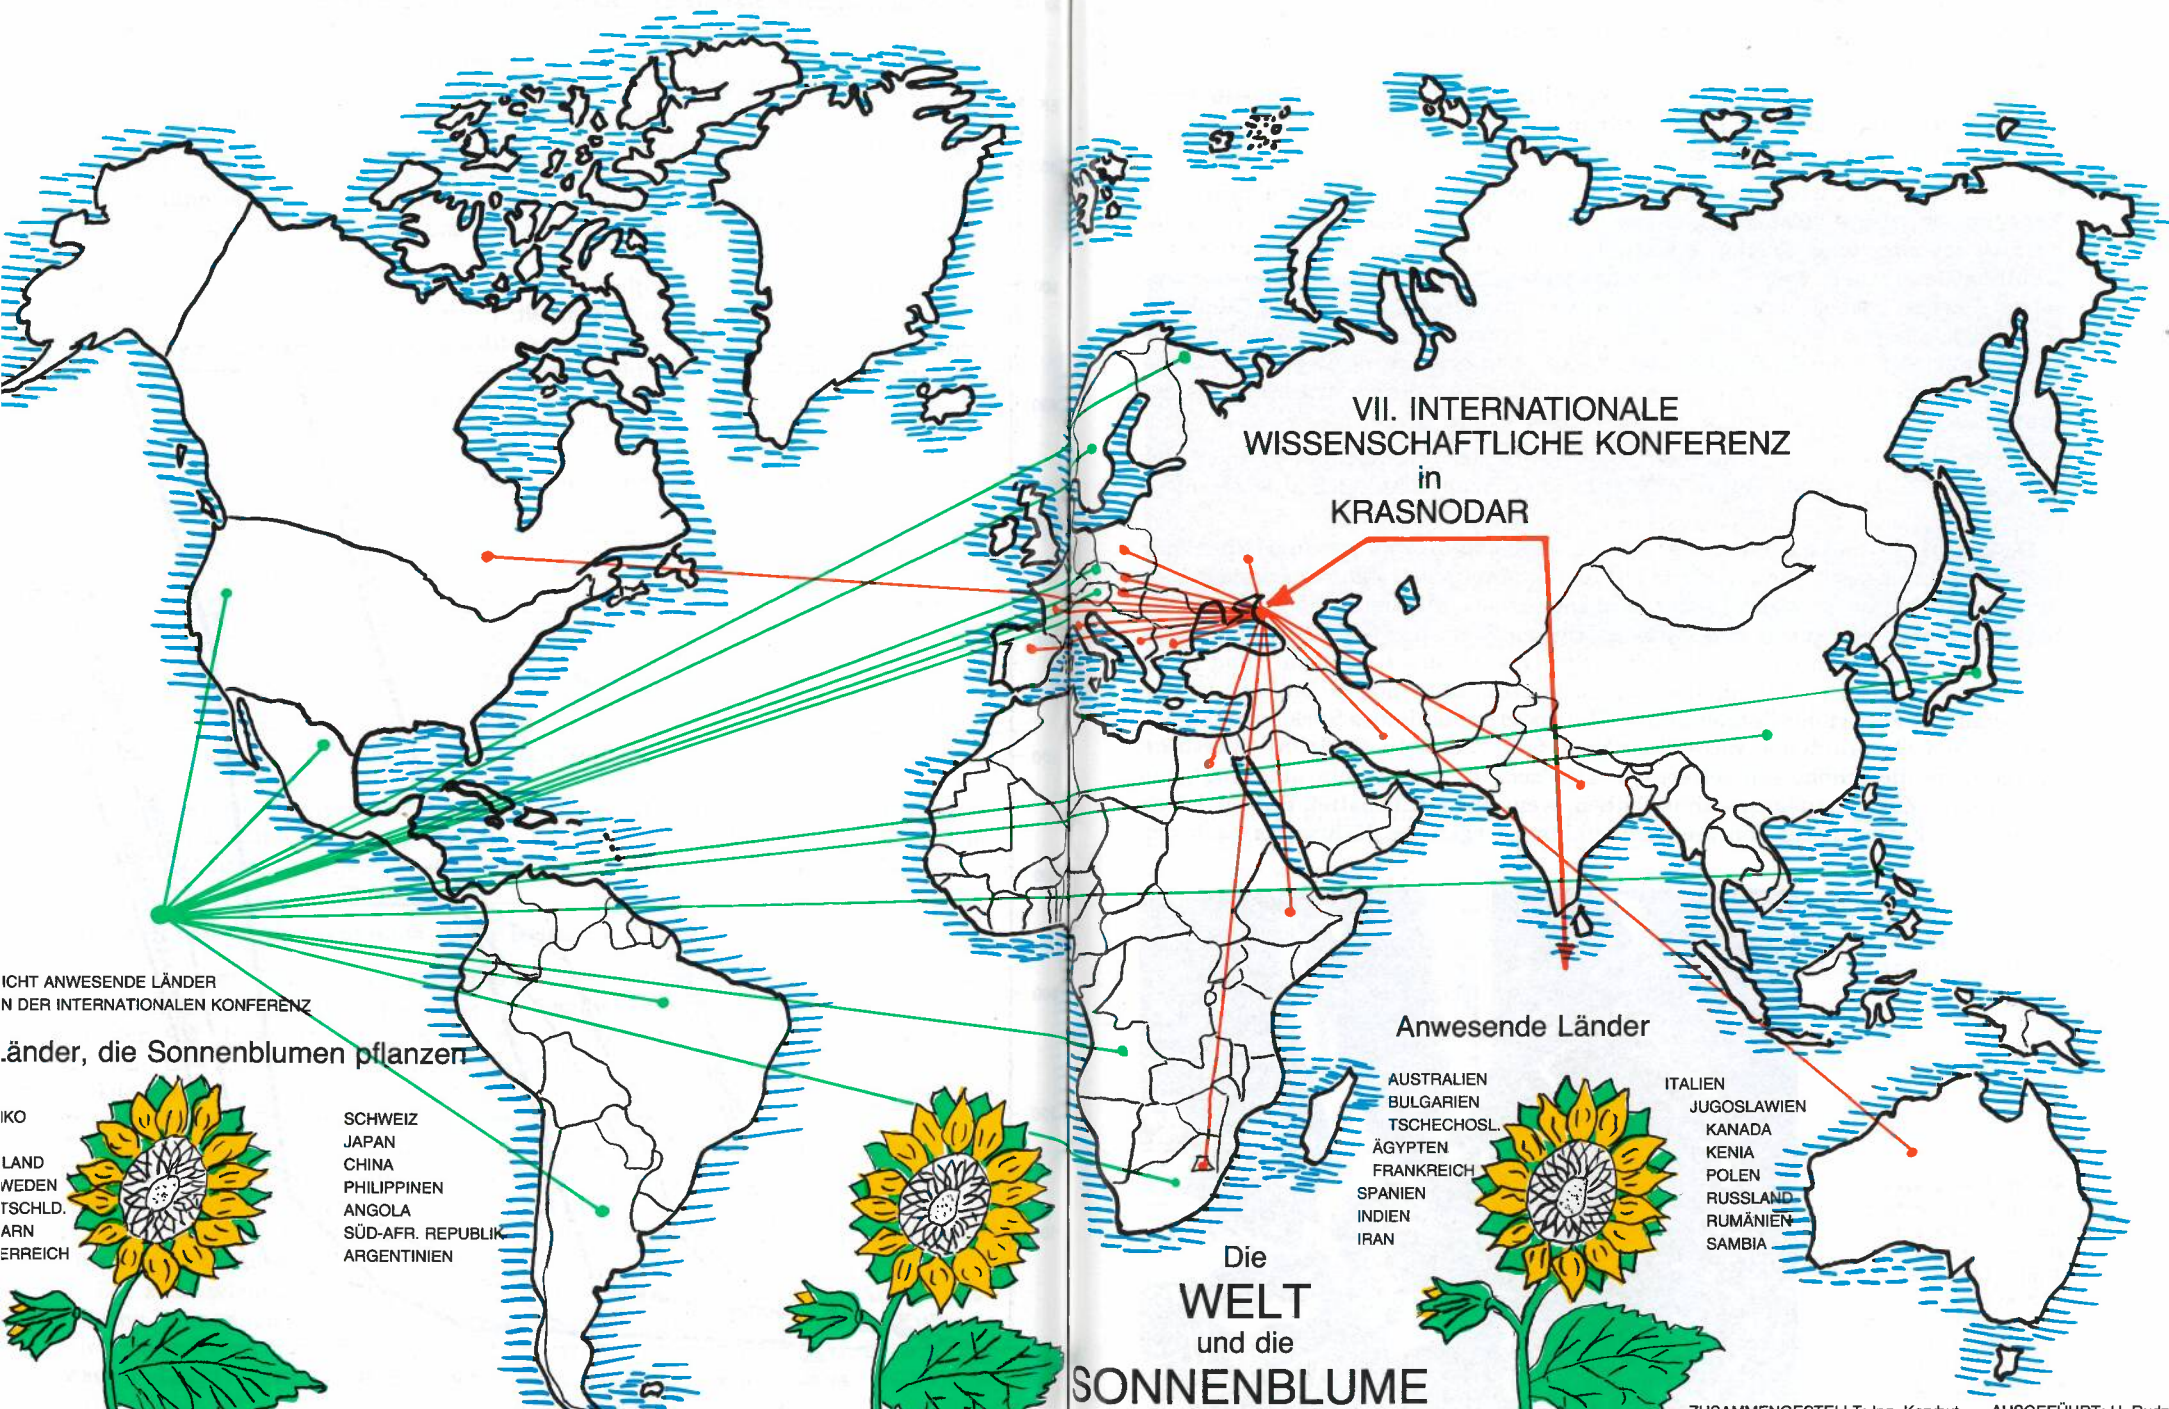 VII. INTERNATIONALE
WISSENSCHAFTLICHE KONFERENZ
in
KRASNODAR
ICHT ANWESENDE LÄNDER
N DER INTERNATIONALEN KONFERENZ
änder, die Sonnenblumen pflanzen
IKO
LAND
WEDEN
TSCHLD.
ARN
ERREICH
SCHWEIZ
JAPAN
CHINA
PHILIPPINEN
ANGOLA
SÜD-AFR. REPUBLIK
ARGENTINIEN
Anwesende Länder
AUSTRALIEN
BULGARIEN
TSCHECHOSL.
ÄGYPTEN
FRANKREICH
SPANIEN
INDIEN
IRAN
ITALIEN
JUGOSLAWIEN
KANADA
KENIA
POLEN
RUSSLAND
RUMÄNIEN
SAMBIA
Die
WELT
und die
SONNENBLUME